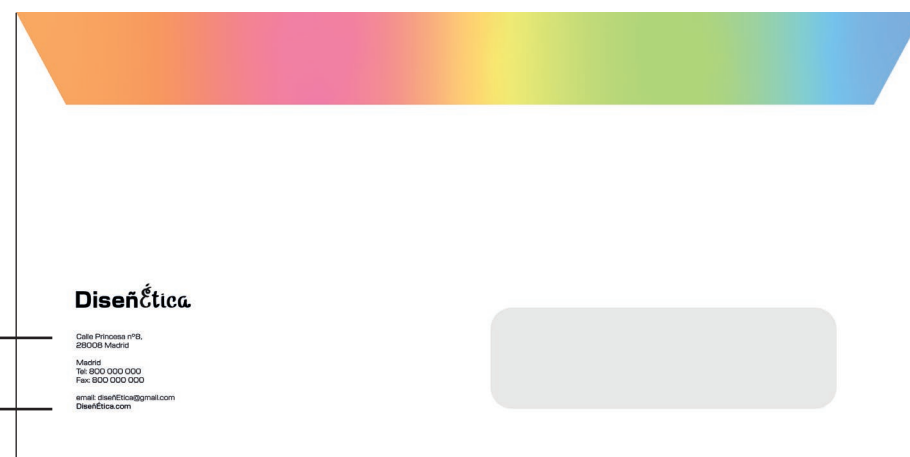 DiseñÉtica
Calle Princesa nº8,
28008 Madrid
Madrid
Tel: 800 000 000
Fax: 800 000 000
email: diseñEtica@gmail.com
DiseñÉtica.com